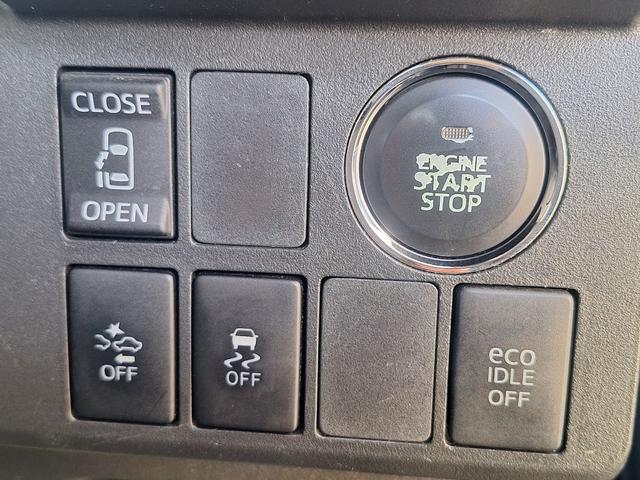 CLOSE
OPEN
ENGINE
START
STOP
OFF
OFF
eco
IDLE
OFF